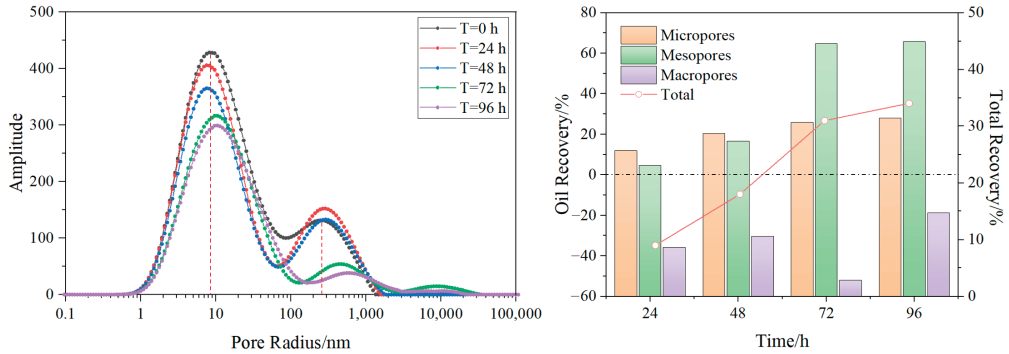 500
400
300
200
100
0
Amplitude
0.1
1
10
100
1,000
10,000
100,000
Pore Radius/nm
T=0 h
T=24 h
T=48 h
T=72 h
T=96 h
80
60
40
20
0
−20
−40
−60
Oil Recovery/%
Micropores
Mesopores
Macropores
Total
24
48
72
96
Time/h
50
40
30
20
10
0
Total Recovery/%